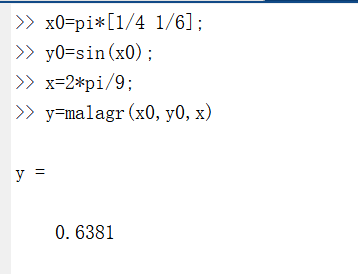 >> x0=pi*[1/4 1/6];
>> y0=sin(x0);
>> x=2*pi/9;
>> y=malagr(x0,y0,x)
y =
0.6381